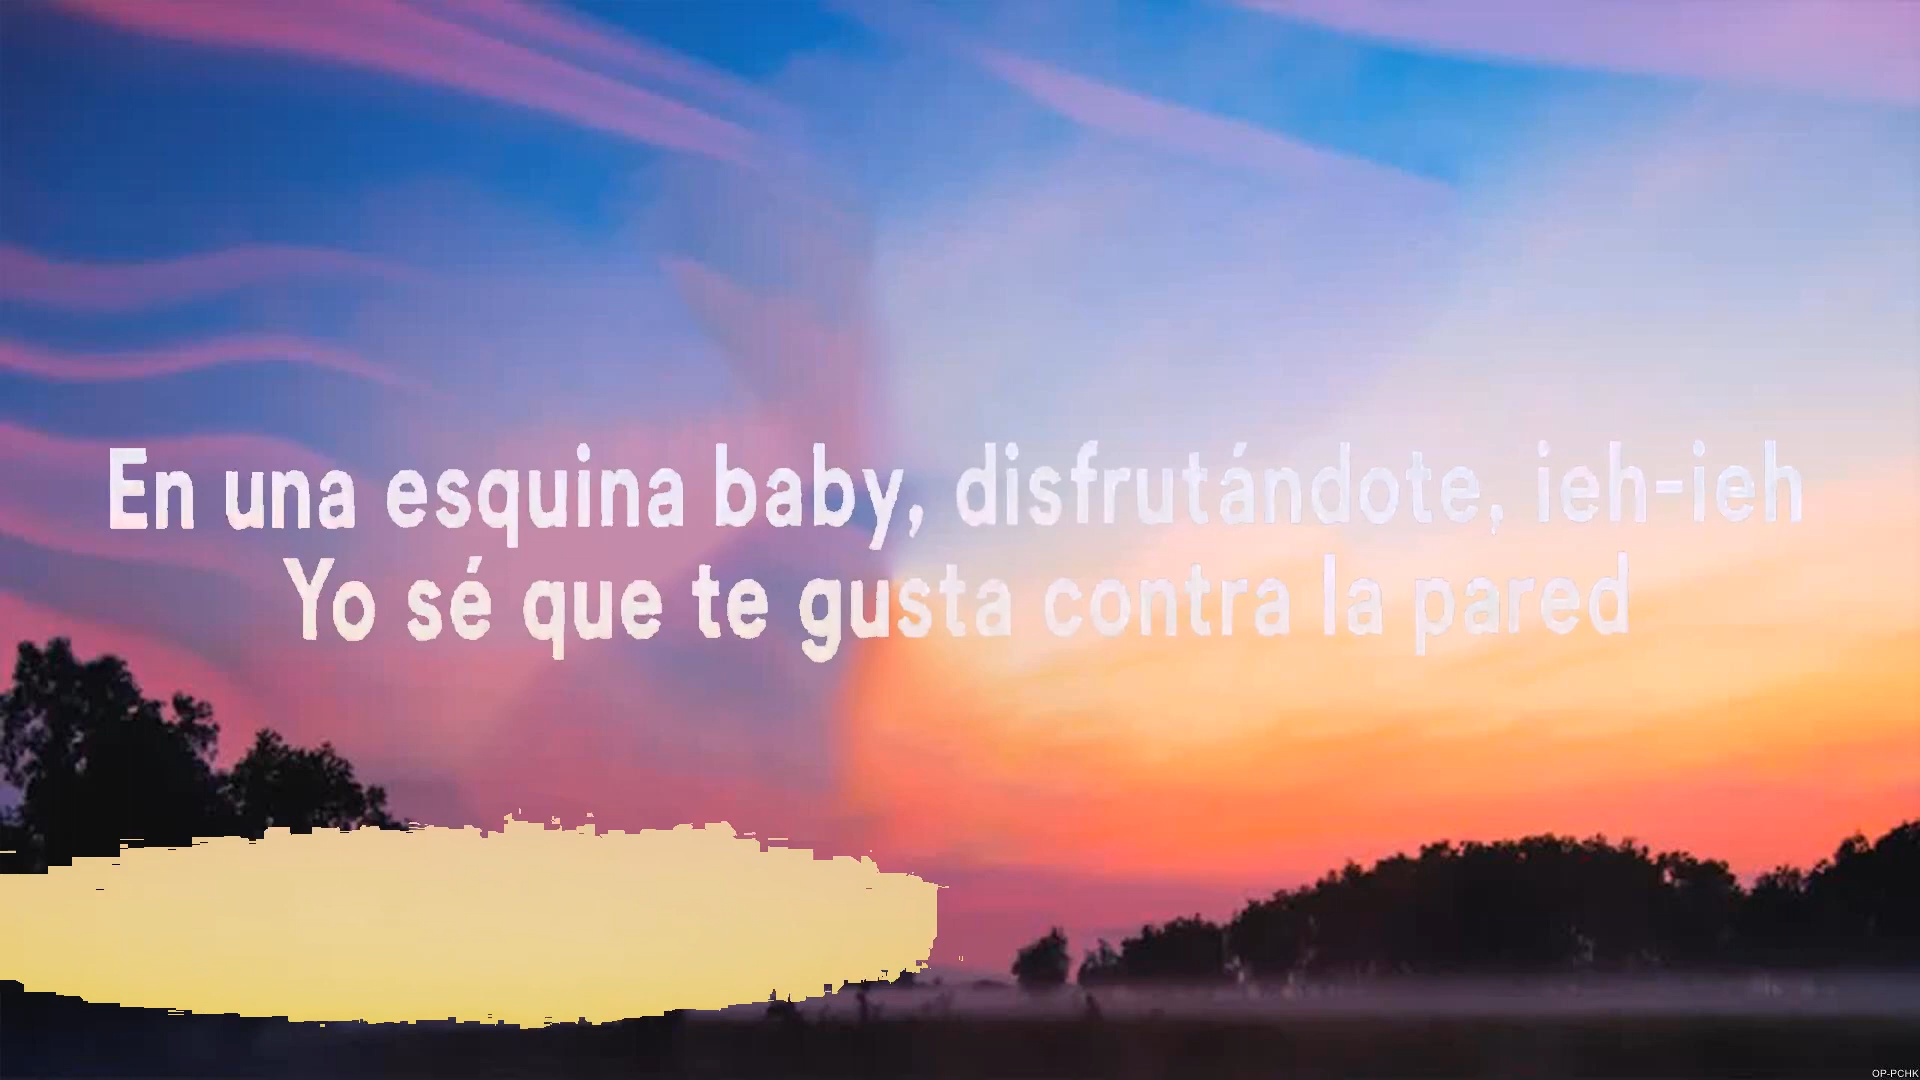 En una esquina baby, disfrutándote, ieh-ieh
Yo sé que te gusta contra la pared
OP-PCHK